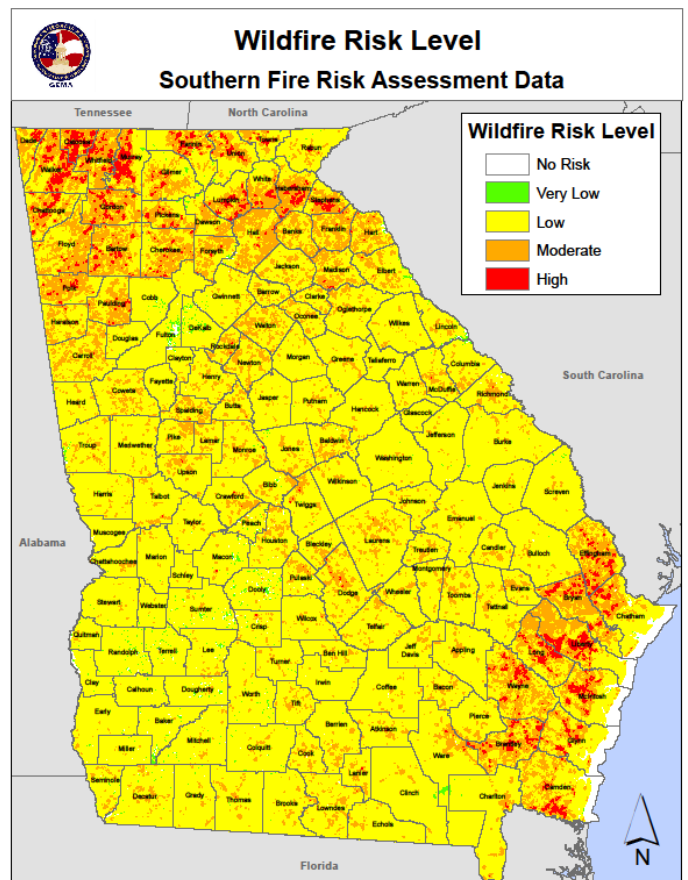 Wildfire Risk Level
Southern Fire Risk Assessment Data
GEMA
Tennessee
North Carolina
Wildfire Risk Level
No Risk
Very Low
Low
Moderate
High
Dade
Catoosa
Whitfield
Murray
Walker
Fannin
Union
Towns
Rabun
Gilmer
White
Habersham
Stephens
Lumpkin
Chattooga
Gordon
Pickens
Dawson
Floyd
Bartow
Cherokee
Forsyth
Hall
Banks
Franklin
Hart
Jackson
Madison
Elbert
Polk
Paulding
Cobb
Gwinnett
Barrow
Clarke
Oconee
Oglethorpe
Haralson
Douglas
Fulton
DeKalb
Walton
Wilkes
Lincoln
Carroll
Clayton
Rockdale
Newton
Morgan
Greene
Taliaferro
Columbia
McDuffie
Warren
Richmond
South Carolina
Heard
Coweta
Fayette
Henry
Spalding
Butts
Jasper
Putnam
Hancock
Glascock
Jefferson
Burke
Troup
Meriwether
Pike
Lamar
Monroe
Jones
Baldwin
Washington
Upson
Bibb
Wilkinson
Jenkins
Screven
Harris
Talbot
Crawford
Twiggs
Johnson
Emanuel
Taylor
Peach
Muscogee
Houston
Bleckley
Laurens
Treutlen
Candler
Bulloch
Effingham
Alabama
Chattahoochee
Marion
Macon
Schley
Pulaski
Dodge
Wheeler
Montgomery
Toombs
Tattnall
Evans
Bryan
Chatham
Stewart
Webster
Sumter
Dooly
Crisp
Wilcox
Telfair
Quitman
Randolph
Terrell
Lee
Turner
Ben Hill
Jeff
Davis
Appling
Long
Liberty
Clay
Calhoun
Dougherty
Worth
Tift
Irwin
Coffee
Bacon
Wayne
McIntosh
Early
Baker
Berrien
Atkinson
Pierce
Miller
Mitchell
Colquitt
Cook
Ware
Brantley
Glynn
Lanier
Seminole
Decatur
Grady
Thomas
Brooks
Lowndes
Clinch
Charlton
Camden
Echols
Florida
N